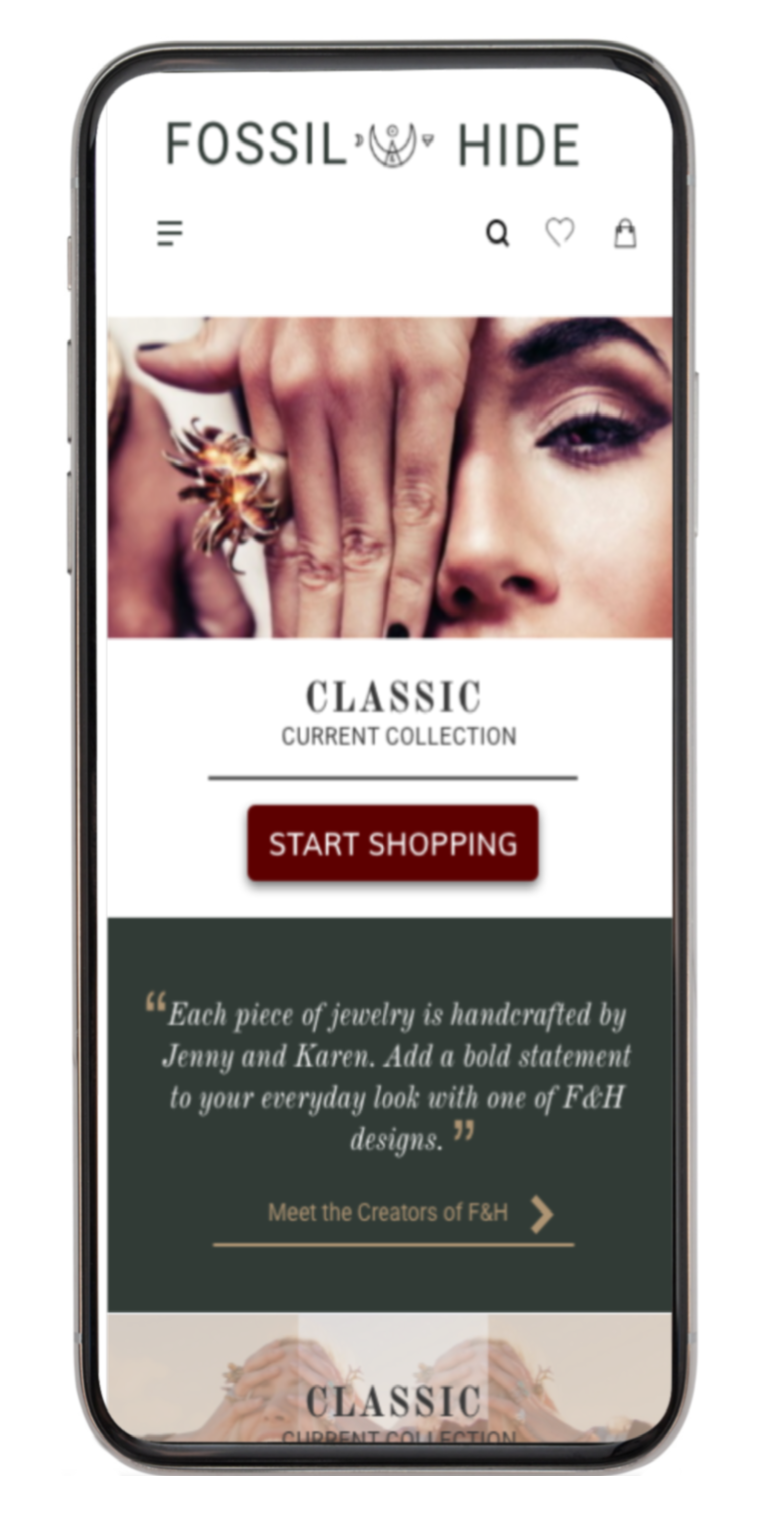 FOSSIL HIDE
CLASSIC
CURRENT COLLECTION
START SHOPPING
“Each piece of jewelry is handcrafted by
Jenny and Karen. Add a bold statement
to your everyday look with one of F&H
designs.”
Meet the Creators of F&H
CLASSIC
CURRENT COLLECTION